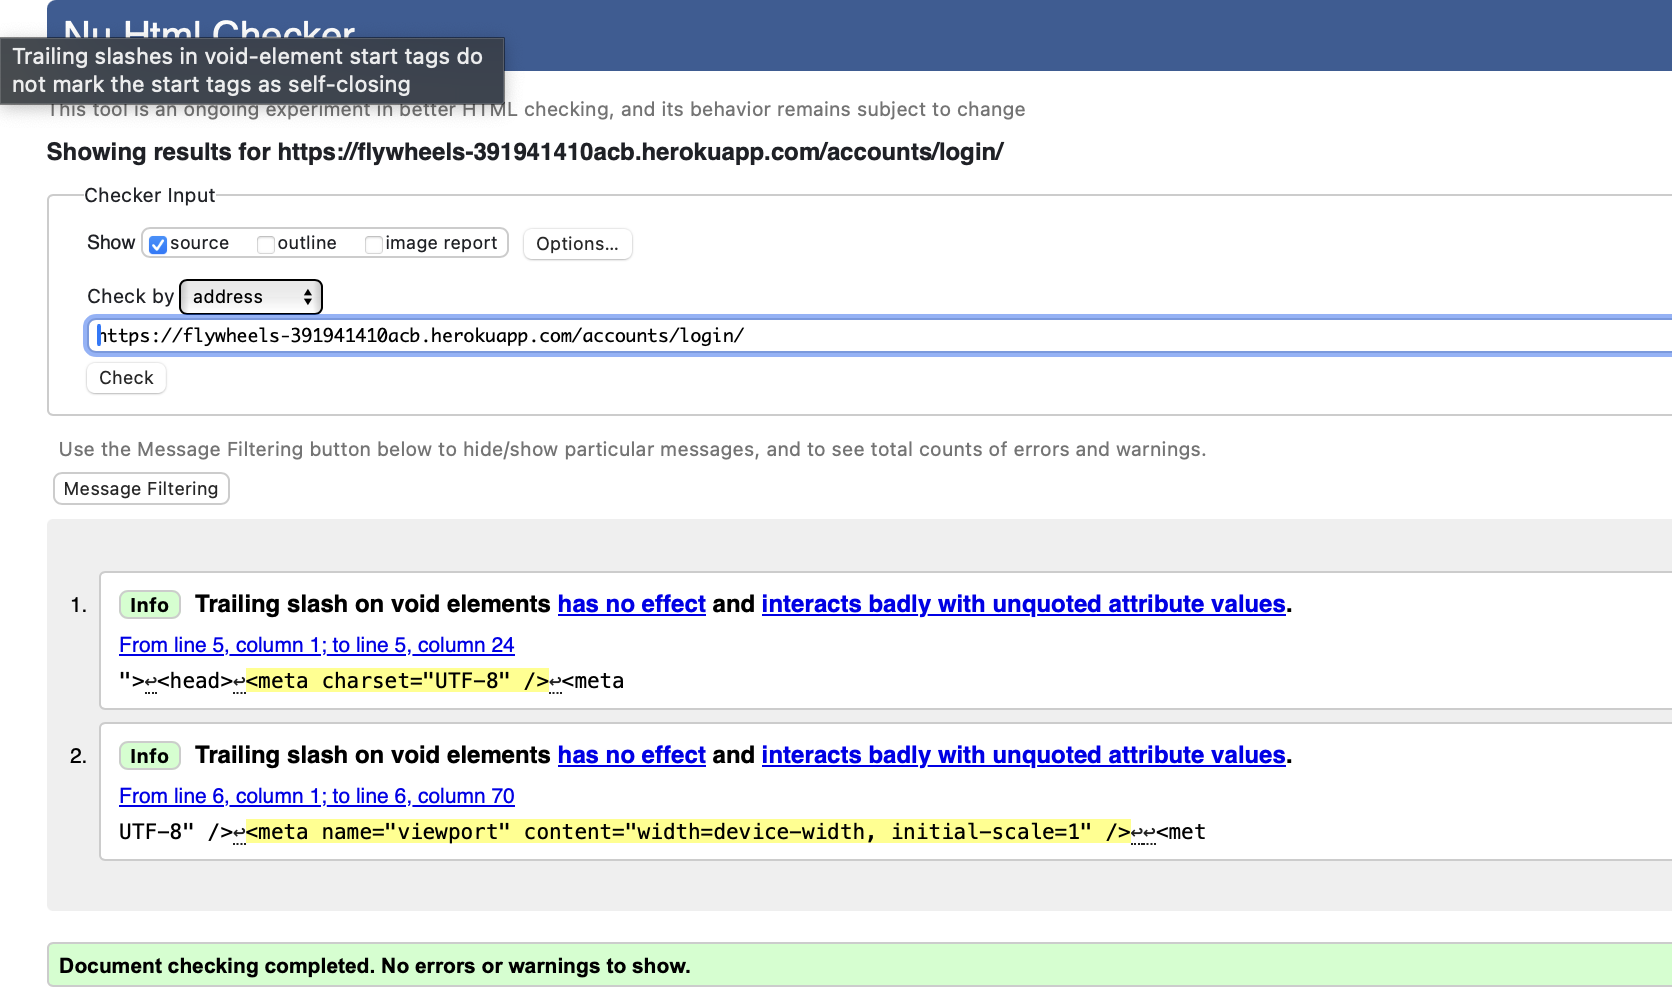 Nu Html Checker
Trailing slashes in void-element start tags do
not mark the start tags as self-closing
This tool is an ongoing experiment in better HTML checking, and its behavior remains subject to change
Showing results for https://flywheels-391941410acb.herokuapp.com/accounts/login/
Checker Input
Show source outline image report Options...
Check by address
https://flywheels-391941410acb.herokuapp.com/accounts/login/
Check
Use the Message Filtering button below to hide/show particular messages, and to see total counts of errors and warnings.
Message Filtering
1. Info Trailing slash on void elements has no effect and interacts badly with unquoted attribute values.
From line 5, column 1; to line 5, column 24
">↩<head>↩<meta charset="UTF-8" />↩<meta
2. Info Trailing slash on void elements has no effect and interacts badly with unquoted attribute values.
From line 6, column 1; to line 6, column 70
UTF-8" />↩<meta name="viewport" content="width=device-width, initial-scale=1" />↩↩<met
Document checking completed. No errors or warnings to show.